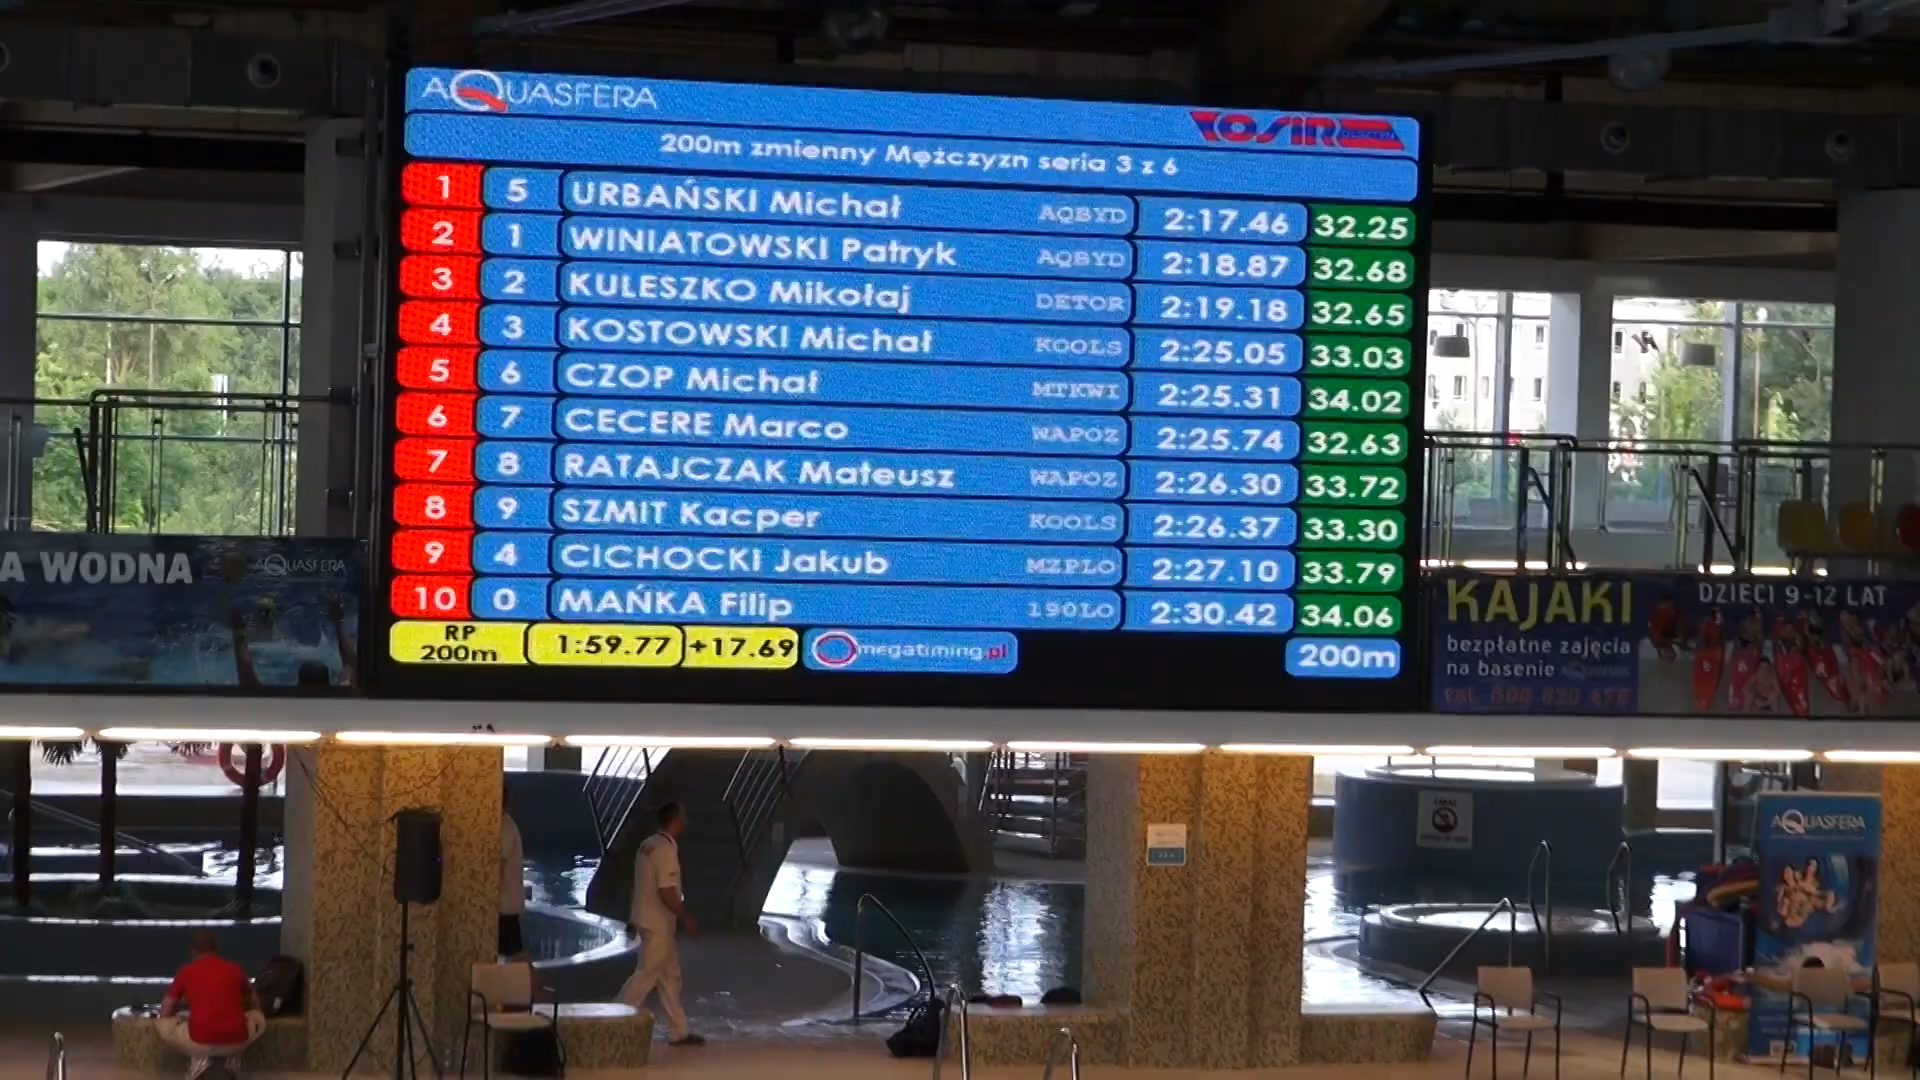 AQUASFERA
OSiR
200m zmienny Mężczyzn seria 3 z 6
1 5 URBAŃSKI Michał AQBYD 2:17.46 32.25
2 1 WINIATOWSKI Patryk AQBYD 2:18.87 32.68
3 2 KULESZKO Mikołaj DETOR 2:19.18 32.65
4 3 KOSTOWSKI Michał KOOLS 2:25.05 33.03
5 6 CZOP Michał MTKWI 2:25.31 34.02
6 7 CECERE Marco WAPOZ 2:25.74 32.63
7 8 RATAJCZAK Mateusz WAPOZ 2:26.30 33.72
8 9 SZMIT Kacper KOOLS 2:26.37 33.30
9 4 CICHOCKI Jakub MZPLO 2:27.10 33.79
10 0 MAŃKA Filip 190LO 2:30.42 34.06
RP 200m 1:59.77 +17.69 megatiming.pl 200m
A WODNA AQUASFERA
KAJAKI
DZIECI 9-12 LAT
bezpłatne zajęcia
na basenie
AQUASFERA